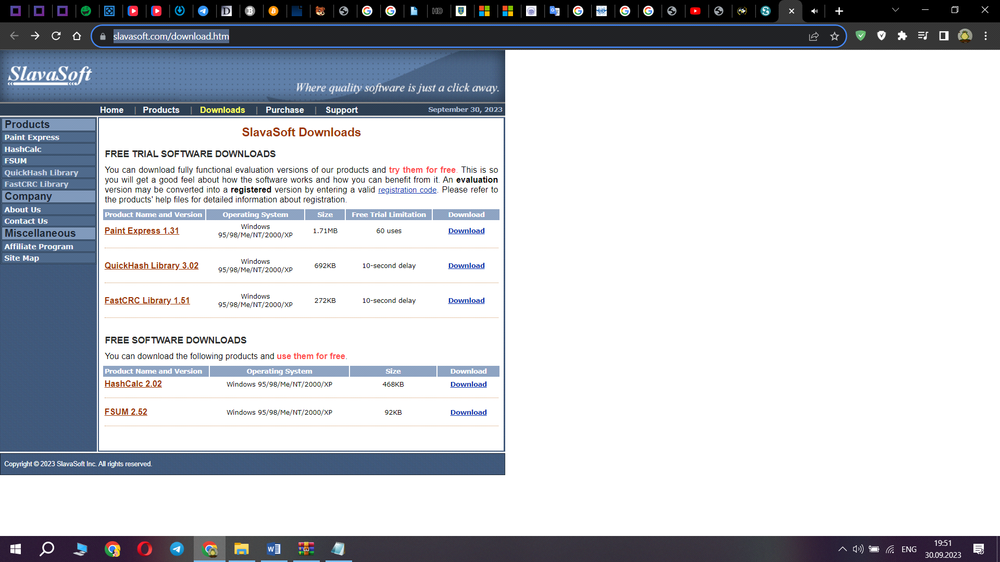 HD
slavasoft.com/download.htm
SlavaSoft
Where quality software is just a click away.
Home | Products | Downloads | Purchase | Support September 30, 2023
Products
Paint Express
HashCalc
FSUM
QuickHash Library
FastCRC Library
Company
About Us
Contact Us
Miscellaneous
Affiliate Program
Site Map
SlavaSoft Downloads
FREE TRIAL SOFTWARE DOWNLOADS
You can download fully functional evaluation versions of our products and try them for free. This is so
you will get a good feel about how the software works and how you can benefit from it. An evaluation
version may be converted into a registered version by entering a valid registration code. Please refer to
the products' help files for detailed information about registration.
Product Name and Version Operating System Size Free Trial Limitation Download
Paint Express 1.31 Windows 95/98/Me/NT/2000/XP 1.71MB 60 uses Download
QuickHash Library 3.02 Windows 95/98/Me/NT/2000/XP 692KB 10-second delay Download
FastCRC Library 1.51 Windows 95/98/Me/NT/2000/XP 272KB 10-second delay Download
FREE SOFTWARE DOWNLOADS
You can download the following products and use them for free.
Product Name and Version Operating System Size Download
HashCalc 2.02 Windows 95/98/Me/NT/2000/XP 468KB Download
FSUM 2.52 Windows 95/98/Me/NT/2000/XP 92KB Download
Copyright © 2023 SlavaSoft Inc. All rights reserved.
ENG
19:51
30.09.2023